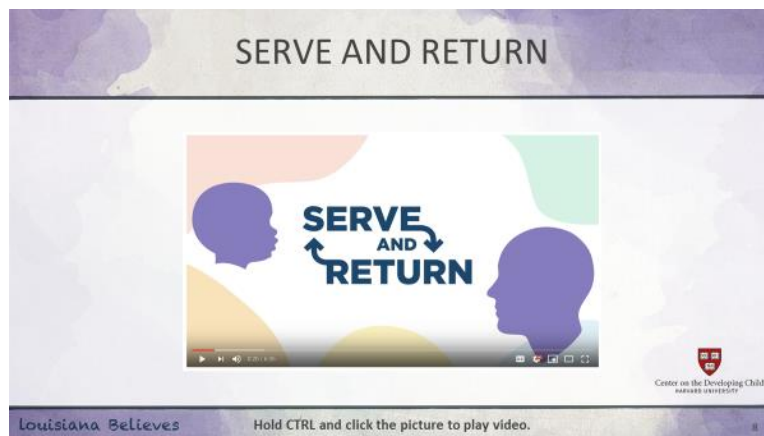 SERVE AND RETURN
SERVE
AND
RETURN
Center on the Developing Child
HARVARD UNIVERSITY
Louisiana Believes
Hold CTRL and click the picture to play video.
8